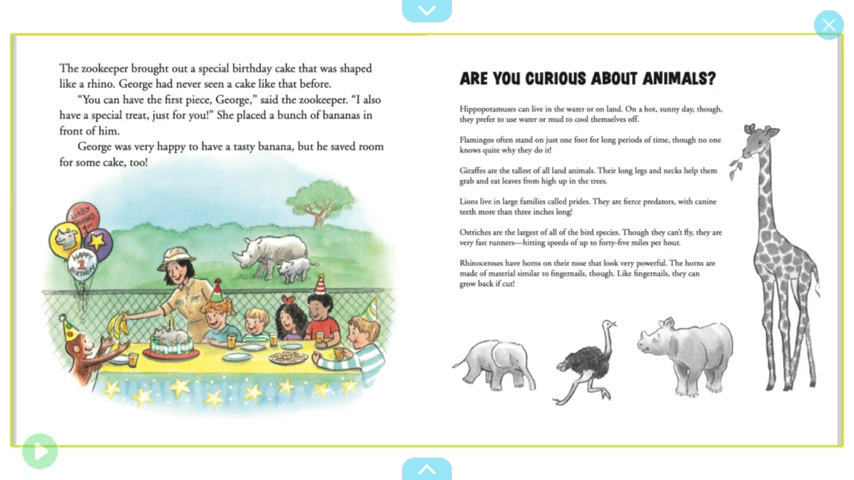 The zookeeper brought out a special birthday cake that was shaped
like a rhino. George had never seen a cake like that before.
"You can have the first piece, George," said the zookeeper. "I also
have a special treat, just for you!" She placed a bunch of bananas in
front of him.
George was very happy to have a tasty banana, but he saved room
for some cake, too!
BABY
RHINO
HAPPY
1
BIRTHDAY
ARE YOU CURIOUS ABOUT ANIMALS?
Hippopotamuses can live in the water or on land. On a hot, sunny day, though,
they prefer to use water or mud to cool themselves off.
Flamingos often stand on just one foot for long periods of time, though no one
knows quite why they do it!
Giraffes are the tallest of all land animals. Their long legs and necks help them
grab and eat leaves from high up in the trees.
Lions live in large families called prides. They are fierce predators, with canine
teeth more than three inches long!
Ostriches are the largest of all of the bird species. Though they can't fly, they are
very fast runners—hitting speeds of up to forty-five miles per hour.
Rhinoceroses have horns on their nose that look very powerful. The horns are
made of material similar to fingernails, though. Like fingernails, they can
grow back if cut!